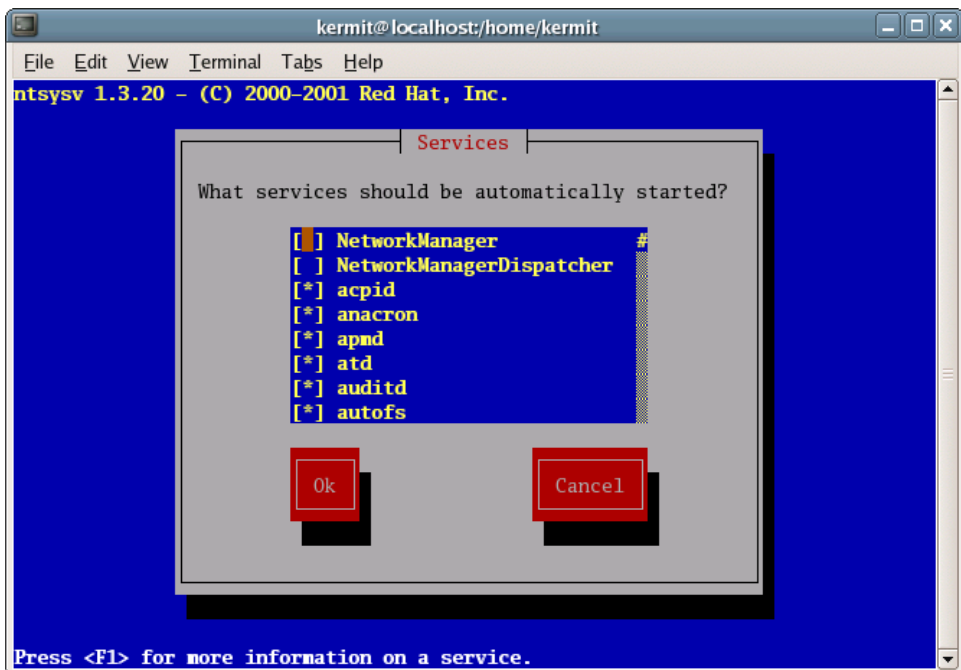 kermit@localhost:/home/kermit
File Edit View Terminal Tabs Help
ntsysv 1.3.20 - (C) 2000-2001 Red Hat, Inc.
Services
What services should be automatically started?
[ ] NetworkManager #
[ ] NetworkManagerDispatcher
[*] acpid
[*] anacron
[*] apmd
[*] atd
[*] auditd
[*] autofs
Ok Cancel
Press <F1> for more information on a service.